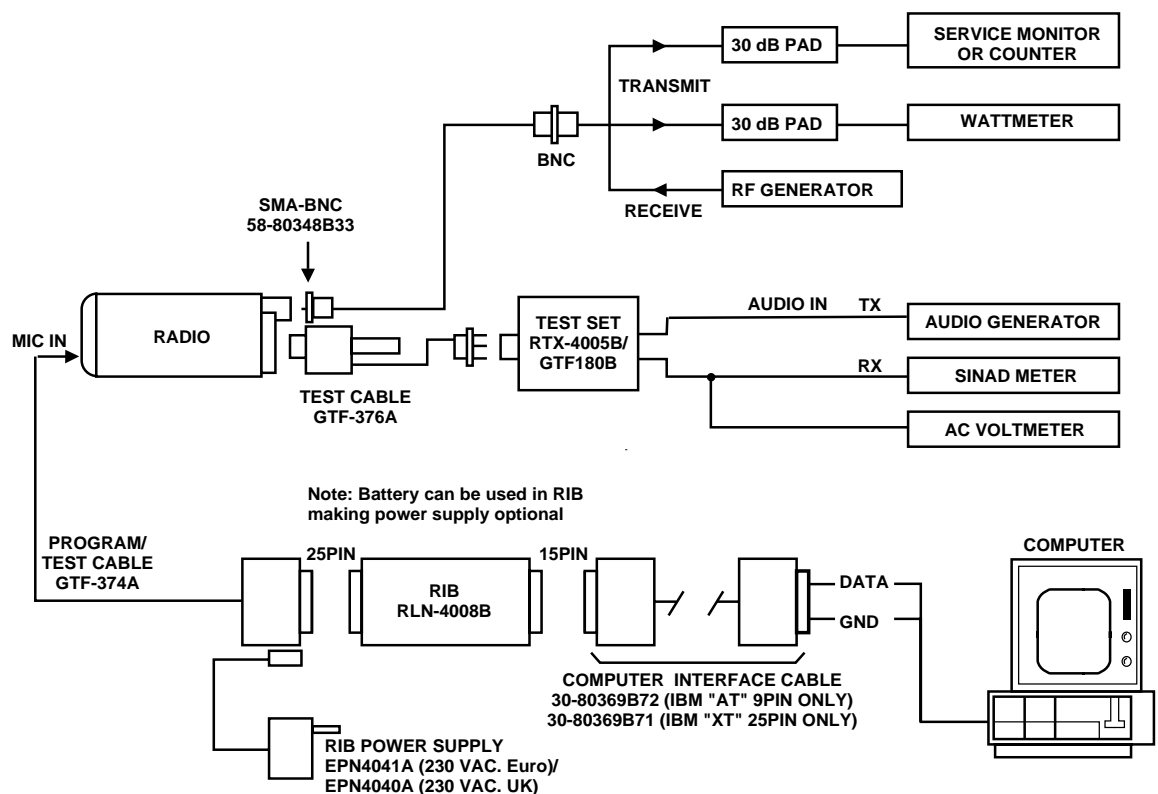 30 dB PAD
SERVICE MONITOR
OR COUNTER
TRANSMIT
30 dB PAD
WATTMETER
BNC
RF GENERATOR
RECEIVE
SMA-BNC
58-80348B33
MIC IN
RADIO
TEST CABLE
GTF-376A
TEST SET
RTX-4005B/
GTF180B
AUDIO IN
TX
AUDIO GENERATOR
RX
SINAD METER
AC VOLTMETER
Note: Battery can be used in RIB
making power supply optional
PROGRAM/
TEST CABLE
GTF-374A
25PIN
RIB
RLN-4008B
15PIN
DATA
GND
COMPUTER
COMPUTER INTERFACE CABLE
30-80369B72 (IBM "AT" 9PIN ONLY)
30-80369B71 (IBM "XT" 25PIN ONLY)
RIB POWER SUPPLY
EPN4041A (230 VAC. Euro)/
EPN4040A (230 VAC. UK)